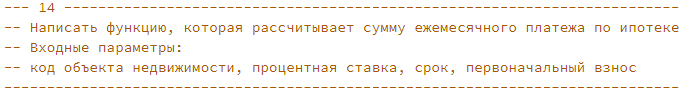 --- 14 ----------------------------------------------------------------------------
-- Написать функцию, которая рассчитывает сумму ежемесячного платежа по ипотеке
-- Входные параметры:
-- код объекта недвижимости, процентная ставка, срок, первоначальный взнос
-----------------------------------------------------------------------------------